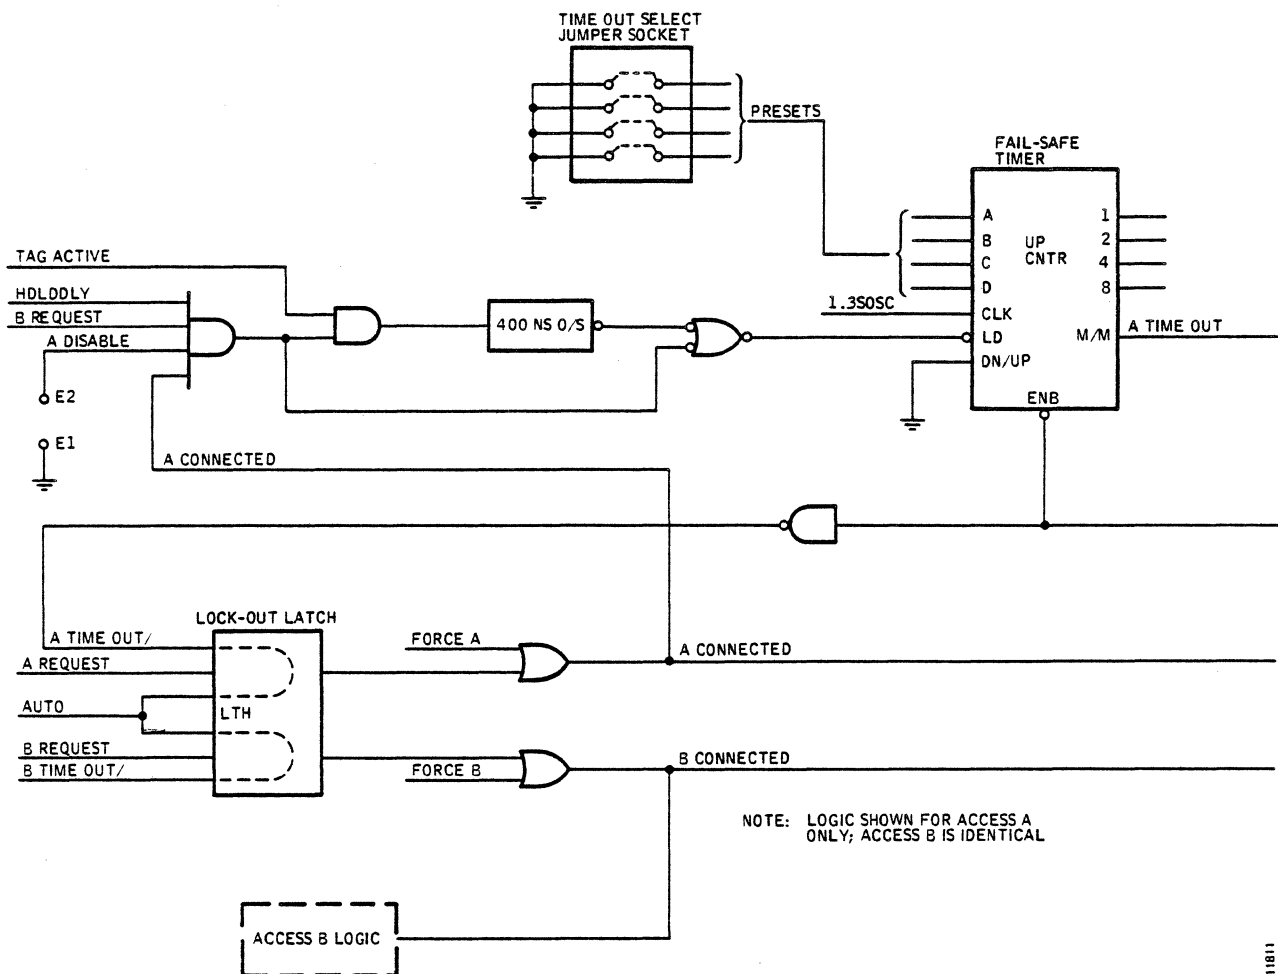 TIME OUT SELECT
JUMPER SOCKET
PRESETS
FAIL-SAFE
TIMER
A
B
C
D
CLK
LD
DN/UP
UP
CNTR
1
2
4
8
M/M
ENB
1.3SOSC
A TIME OUT
TAG ACTIVE
HDLDDLY
B REQUEST
A DISABLE
400 NS O/S
E2
E1
A CONNECTED
LOCK-OUT LATCH
A TIME OUT/
A REQUEST
AUTO
LTH
B REQUEST
B TIME OUT/
FORCE A
A CONNECTED
FORCE B
B CONNECTED
NOTE: LOGIC SHOWN FOR ACCESS A
ONLY; ACCESS B IS IDENTICAL
ACCESS B LOGIC
11811